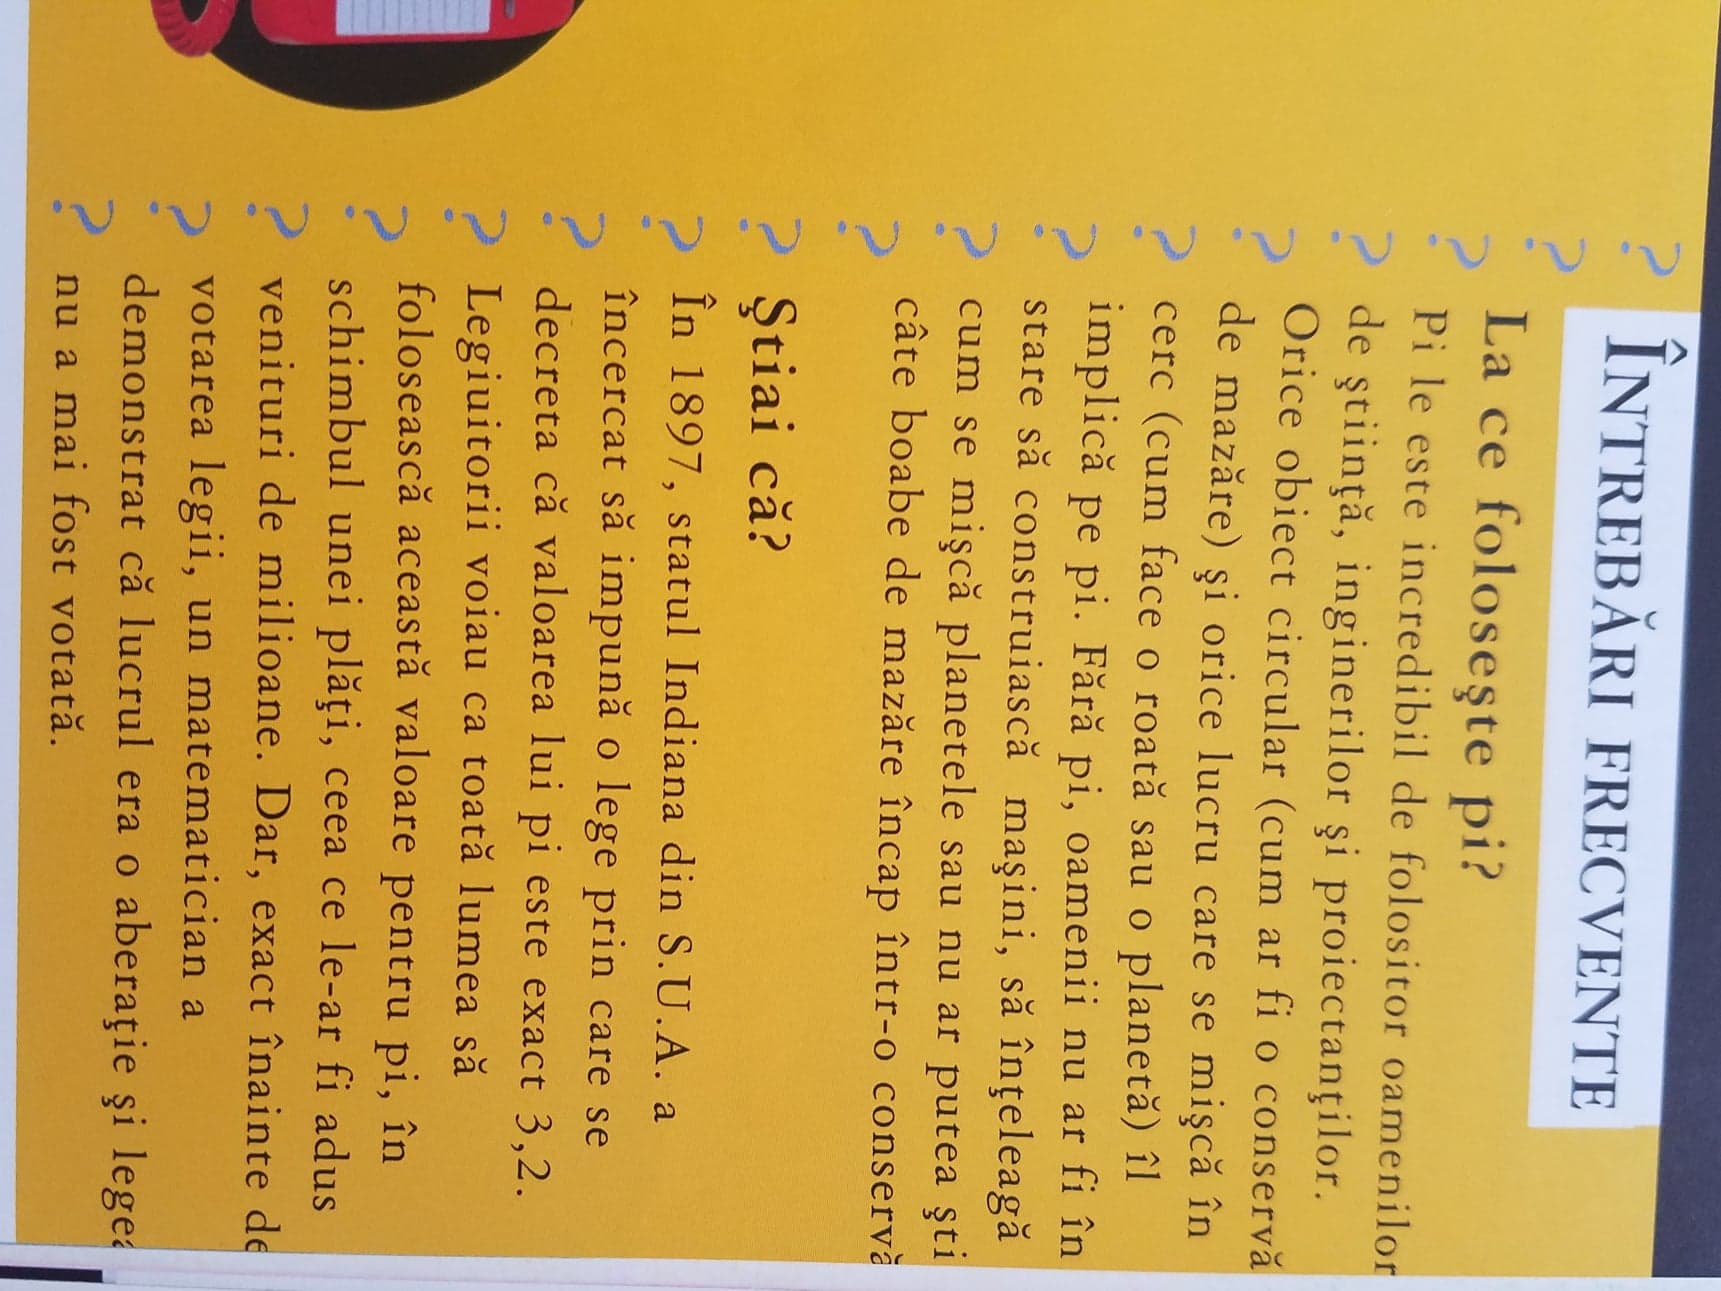 ÎNTREBĂRI FRECVENTE
La ce foloseşte pi?
Pi le este incredibil de folositor oamenilor
de ştiinţă, inginerilor şi proiectanţilor.
Orice obiect circular (cum ar fi o conservă
de mazăre) şi orice lucru care se mişcă în
cerc (cum face o roată sau o planetă) îl
implică pe pi. Fără pi, oamenii nu ar fi în
stare să construiască maşini, să înţeleagă
cum se mişcă planetele sau nu ar putea şti
câte boabe de mazăre încap într-o conservă
Ştiai că?
În 1897, statul Indiana din S.U.A. a
încercat să impună o lege prin care se
decreta că valoarea lui pi este exact 3,2.
Legiuitorii voiau ca toată lumea să
folosească această valoare pentru pi, în
schimbul unei plăţi, ceea ce le-ar fi adus
venituri de milioane. Dar, exact înainte de
votarea legii, un matematician a
demonstrat că lucrul era o aberaţie şi legea
nu a mai fost votată.